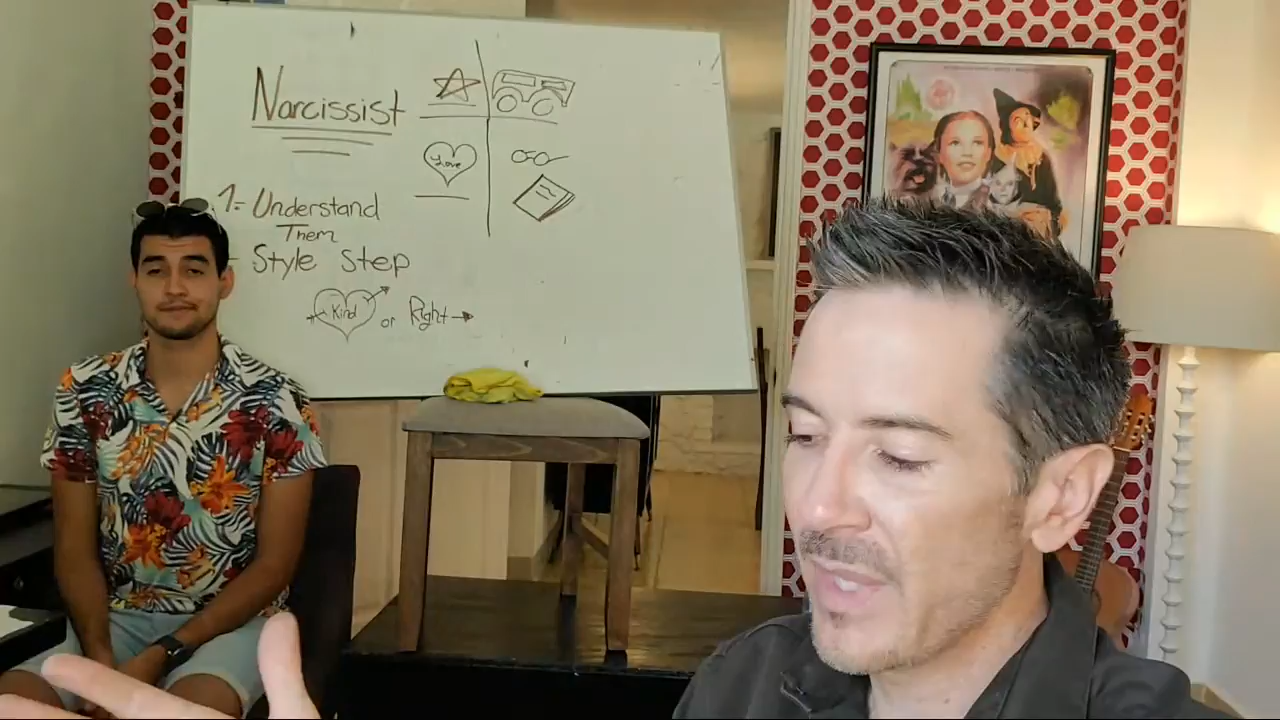 Narcissist
Love
1- Understand
Them
- Style Step
Kind or Right